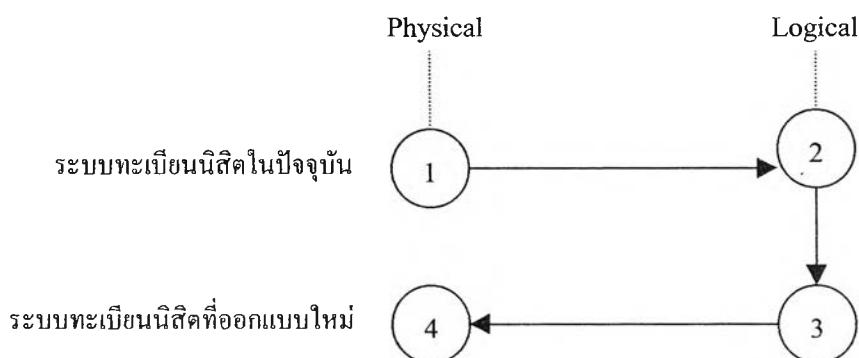 Physical Logical
ระบบทะเบียนนิสิตในปัจจุบัน 1 2
ระบบทะเบียนนิสิตที่ออกแบบใหม่ 4 3